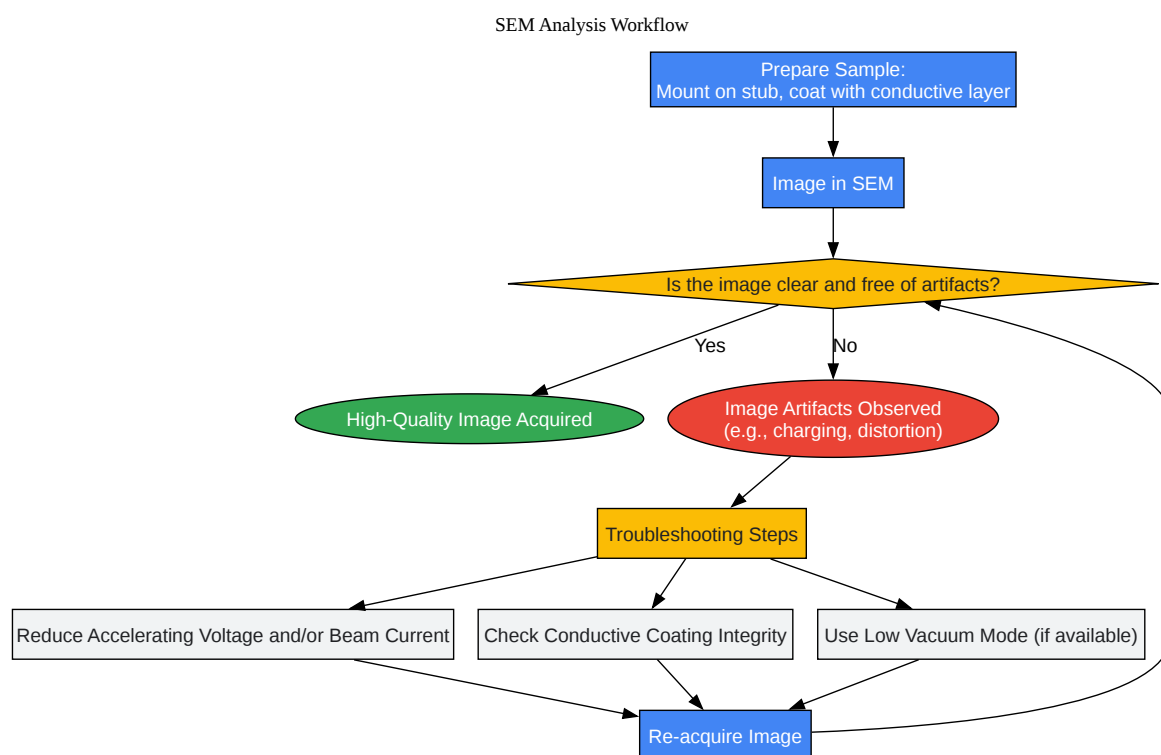 SEM Analysis Workflow
Prepare Sample:
Mount on stub, coat with conductive layer
Image in SEM
Is the image clear and free of artifacts?
Yes
No
High-Quality Image Acquired
Image Artifacts Observed
(e.g., charging, distortion)
Troubleshooting Steps
Reduce Accelerating Voltage and/or Beam Current
Check Conductive Coating Integrity
Use Low Vacuum Mode (if available)
Re-acquire Image